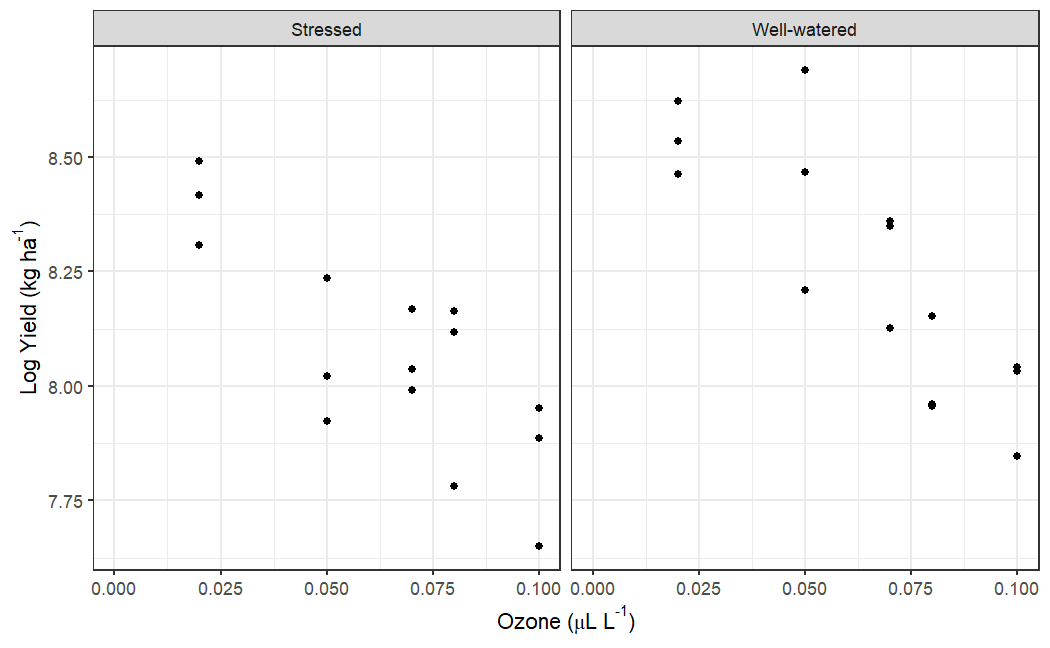 Stressed Well-watered
8.50
8.25
8.00
7.75
Log Yield (kg ha⁻¹)
0.000 0.025 0.050 0.075 0.100 0.000 0.025 0.050 0.075 0.100
Ozone (μL L⁻¹)